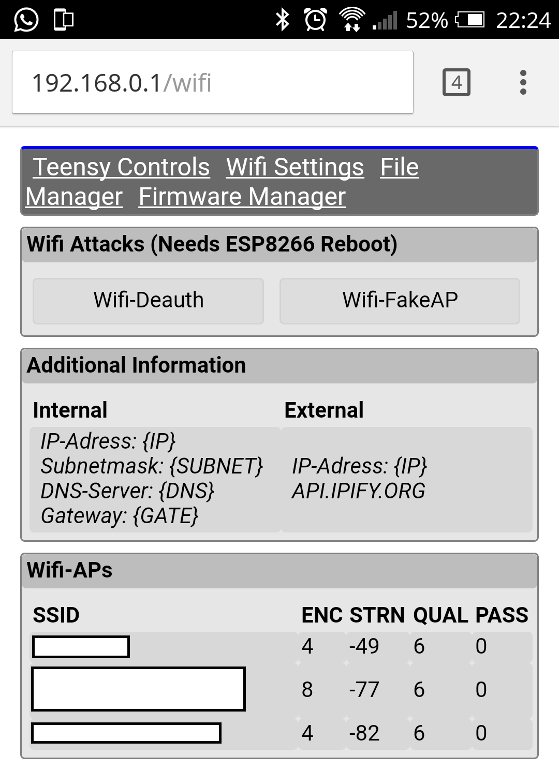 52% 22:24
192.168.0.1/wifi
4
Teensy Controls Wifi Settings File
Manager Firmware Manager
Wifi Attacks (Needs ESP8266 Reboot)
Wifi-Deauth Wifi-FakeAP
Additional Information
Internal External
IP-Adress: {IP}
Subnetmask: {SUBNET} IP-Adress: {IP}
DNS-Server: {DNS} API.IPIFY.ORG
Gateway: {GATE}
Wifi-APs
SSID ENC STRN QUAL PASS
4 -49 6 0
8 -77 6 0
4 -82 6 0